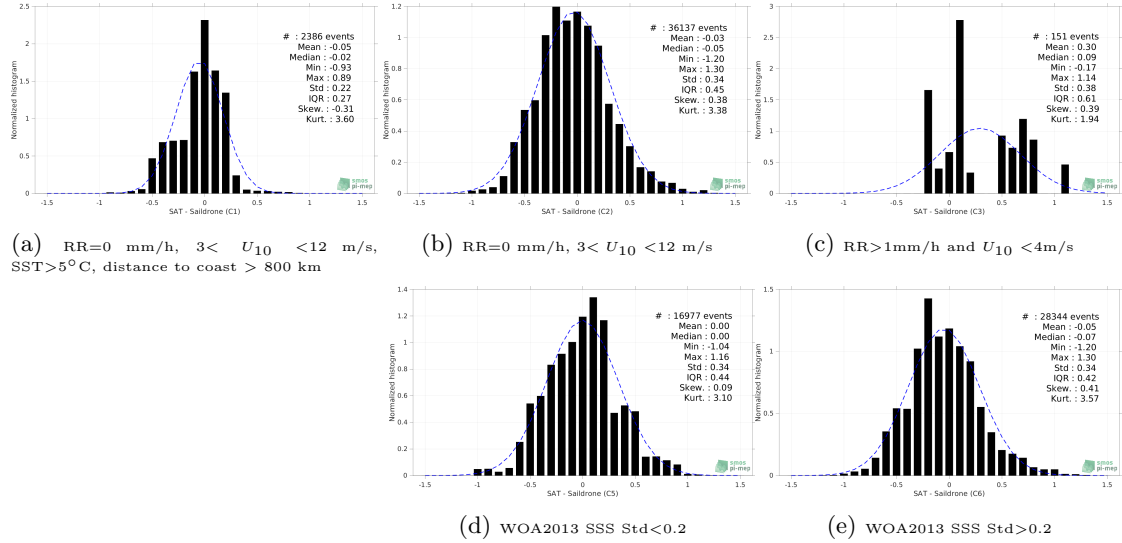 2.5
2
1.5
1
0.5
0
Normalized histogram
-1.5 -1 -0.5 0 0.5 1 1.5
SAT - Saildrone (C1)
# : 2386 events
Mean : -0.05
Median : -0.02
Min : -0.93
Max : 0.89
Std : 0.22
IQR : 0.27
Skew. : -0.31
Kurt. : 3.60
smos
pi-mep
(a) RR=0 mm/h, 3< U10 <12 m/s,
SST>5°C, distance to coast > 800 km
1.2
1
0.8
0.6
0.4
0.2
0
Normalized histogram
-1.5 -1 -0.5 0 0.5 1 1.5
SAT - Saildrone (C2)
# : 36137 events
Mean : -0.03
Median : -0.05
Min : -1.20
Max : 1.30
Std : 0.34
IQR : 0.45
Skew. : 0.38
Kurt. : 3.38
smos
pi-mep
(b) RR=0 mm/h, 3< U10 <12 m/s
3
2.5
2
1.5
1
0.5
0
Normalized histogram
-1.5 -1 -0.5 0 0.5 1 1.5
SAT - Saildrone (C3)
# : 151 events
Mean : 0.30
Median : 0.09
Min : -0.17
Max : 1.14
Std : 0.38
IQR : 0.61
Skew. : 0.39
Kurt. : 1.94
smos
pi-mep
(c) RR>1mm/h and U10 <4m/s
1.4
1.2
1
0.8
0.6
0.4
0.2
0
Normalized histogram
-1.5 -1 -0.5 0 0.5 1 1.5
SAT - Saildrone (C5)
# : 16977 events
Mean : 0.00
Median : 0.00
Min : -1.04
Max : 1.16
Std : 0.34
IQR : 0.44
Skew. : 0.09
Kurt. : 3.10
smos
pi-mep
(d) WOA2013 SSS Std<0.2
1.5
1
0.5
0
Normalized histogram
-1.5 -1 -0.5 0 0.5 1 1.5
SAT - Saildrone (C6)
# : 28344 events
Mean : -0.05
Median : -0.07
Min : -1.20
Max : 1.30
Std : 0.34
IQR : 0.42
Skew. : 0.41
Kurt. : 3.57
smos
pi-mep
(e) WOA2013 SSS Std>0.2